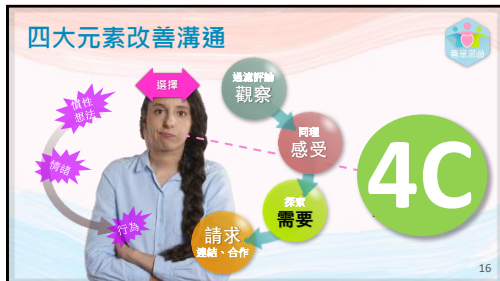 四大元素改善溝通
選擇
慣性
想法
情緒
行為
過濾評論
觀察
同理
感受
探索
需要
請求
連結、合作
4C
16